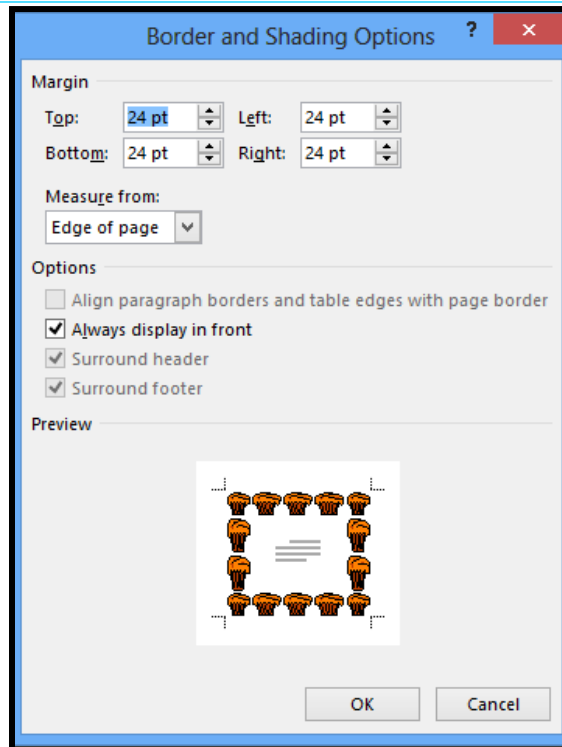 Border and Shading Options ? ×
Margin
Top: 24 pt Left: 24 pt
Bottom: 24 pt Right: 24 pt
Measure from:
Edge of page
Options
Align paragraph borders and table edges with page border
Always display in front
Surround header
Surround footer
Preview
OK Cancel